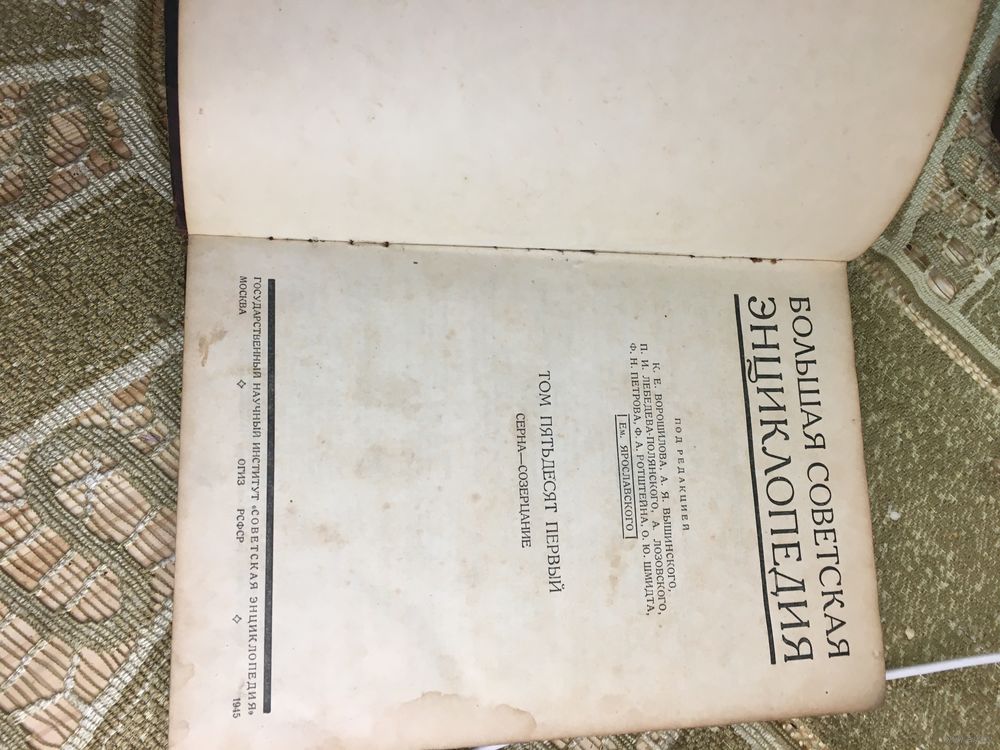 БОЛЬШАЯ СОВЕТСКАЯ
ЭНЦИКЛОПЕДИЯ
ПОД РЕДАКЦИЕЙ
К. Е. ВОРОШИЛОВА, А. Я. ВЫШИНСКОГО,
П. И. ЛЕБЕДЕВА-ПОЛЯНСКОГО, А. ЛОЗОВСКОГО,
Ф. Н. ПЕТРОВА, Ф. А. РОТШТЕЙНА, О. Ю. ШМИДТА,
Ем. ЯРОСЛАВСКОГО
ТОМ ПЯТЬДЕСЯТ ПЕРВЫЙ
СЕРНА—СОЗЕРЦАНИЕ
ГОСУДАРСТВЕННЫЙ НАУЧНЫЙ ИНСТИТУТ «СОВЕТСКАЯ ЭНЦИКЛОПЕДИЯ»
МОСКВА ◇ ОГИЗ РСФСР ◇ 1945